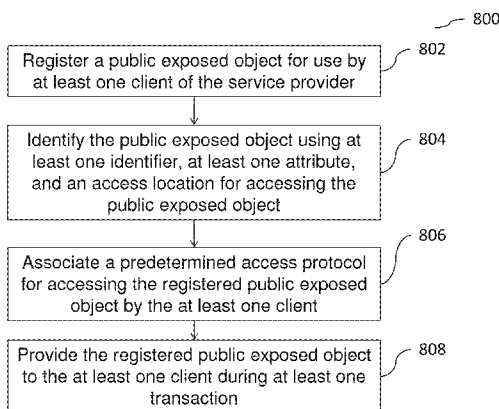 800
Register a public exposed object for use by
at least one client of the service provider
802
Identify the public exposed object using at
least one identifier, at least one attribute,
and an access location for accessing the
public exposed object
804
Associate a predetermined access protocol
for accessing the registered public exposed
object by the at least one client
806
Provide the registered public exposed object
to the at least one client during at least one
transaction
808